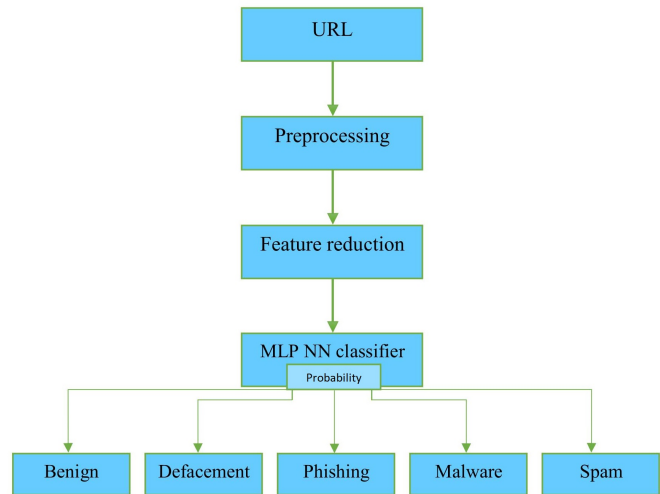 URL
Preprocessing
Feature reduction
MLP NN classifier
Probability
Benign
Defacement
Phishing
Malware
Spam